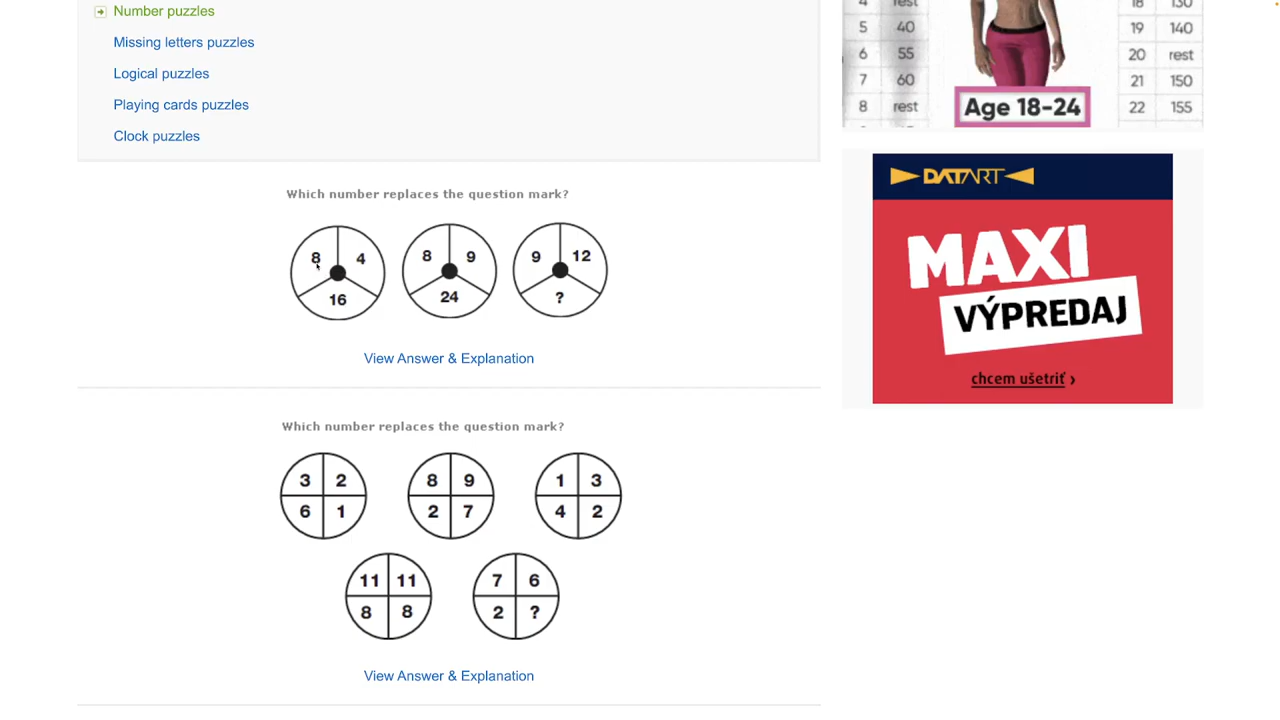 Number puzzles
Missing letters puzzles
Logical puzzles
Playing cards puzzles
Clock puzzles
Which number replaces the question mark?
8 4 8 9 9 12
16 24 ?
View Answer & Explanation
Which number replaces the question mark?
3 2 8 9 1 3
6 1 2 7 4 2
11 11 7 6
8 8 2 ?
View Answer & Explanation
4 rest 18 130
5 40 19 140
6 55 20 rest
7 60 21 150
8 rest 22 155
Age 18-24
DATART
MAXI
VÝPREDAJ
chcem ušetriť ›